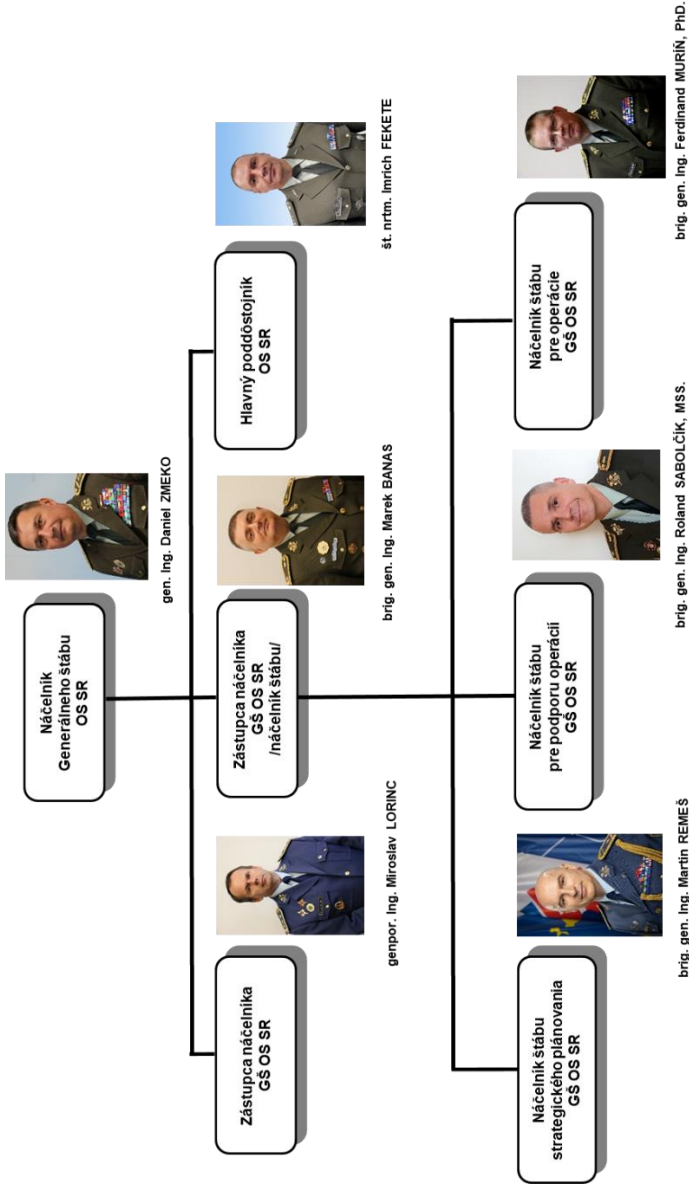 Náčelník
Generálneho štábu
OS SR
gen. Ing. Daniel ZMEKO
Zástupca náčelníka
GŠ OS SR
genpor. Ing. Miroslav LORINC
Zástupca náčelníka
GŠ OS SR
/náčelník štábu/
brig. gen. Ing. Marek BANAS
Hlavný poddôstojník
OS SR
št. nrtm. Imrich FEKETE
Náčelník štábu
strategického plánovania
GŠ OS SR
brig. gen. Ing. Martin REMEŠ
Náčelník štábu
pre podporu operácií
GŠ OS SR
brig. gen. Ing. Roland SABOLČÍK, MSS.
Náčelník štábu
pre operácie
GŠ OS SR
brig. gen. Ing. Ferdinand MURÍŇ, PhD.